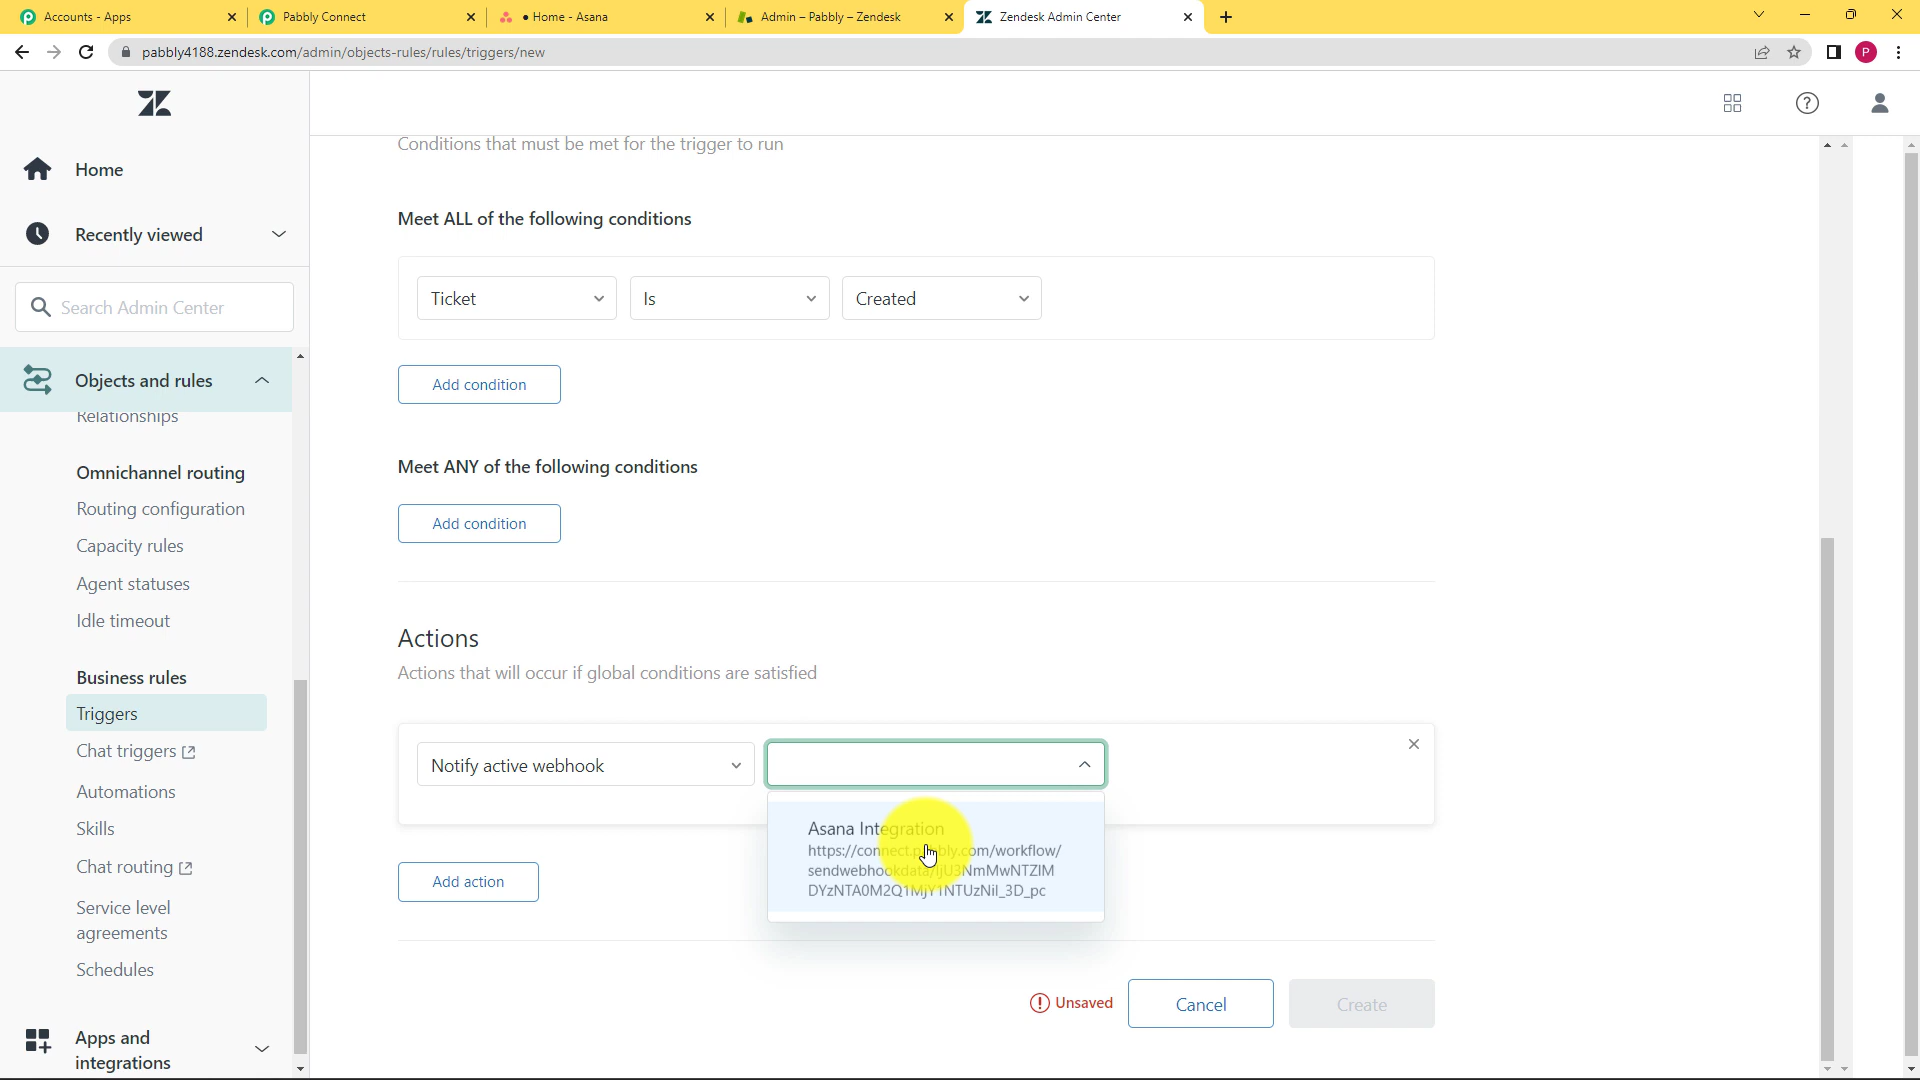 Accounts - Apps
Pabbly Connect
• Home - Asana
Admin – Pabbly – Zendesk
Zendesk Admin Center
pabbly4188.zendesk.com/admin/objects-rules/rules/triggers/new
P
Home
Recently viewed
Search Admin Center
Objects and rules
Relationships
Omnichannel routing
Routing configuration
Capacity rules
Agent statuses
Idle timeout
Business rules
Triggers
Chat triggers
Automations
Skills
Chat routing
Service level
agreements
Schedules
Apps and
integrations
Conditions that must be met for the trigger to run
Meet ALL of the following conditions
Ticket
Is
Created
Add condition
Meet ANY of the following conditions
Add condition
Actions
Actions that will occur if global conditions are satisfied
Notify active webhook
Asana Integration
https://connect.pabbly.com/workflow/
Add action
Unsaved
Cancel
Create